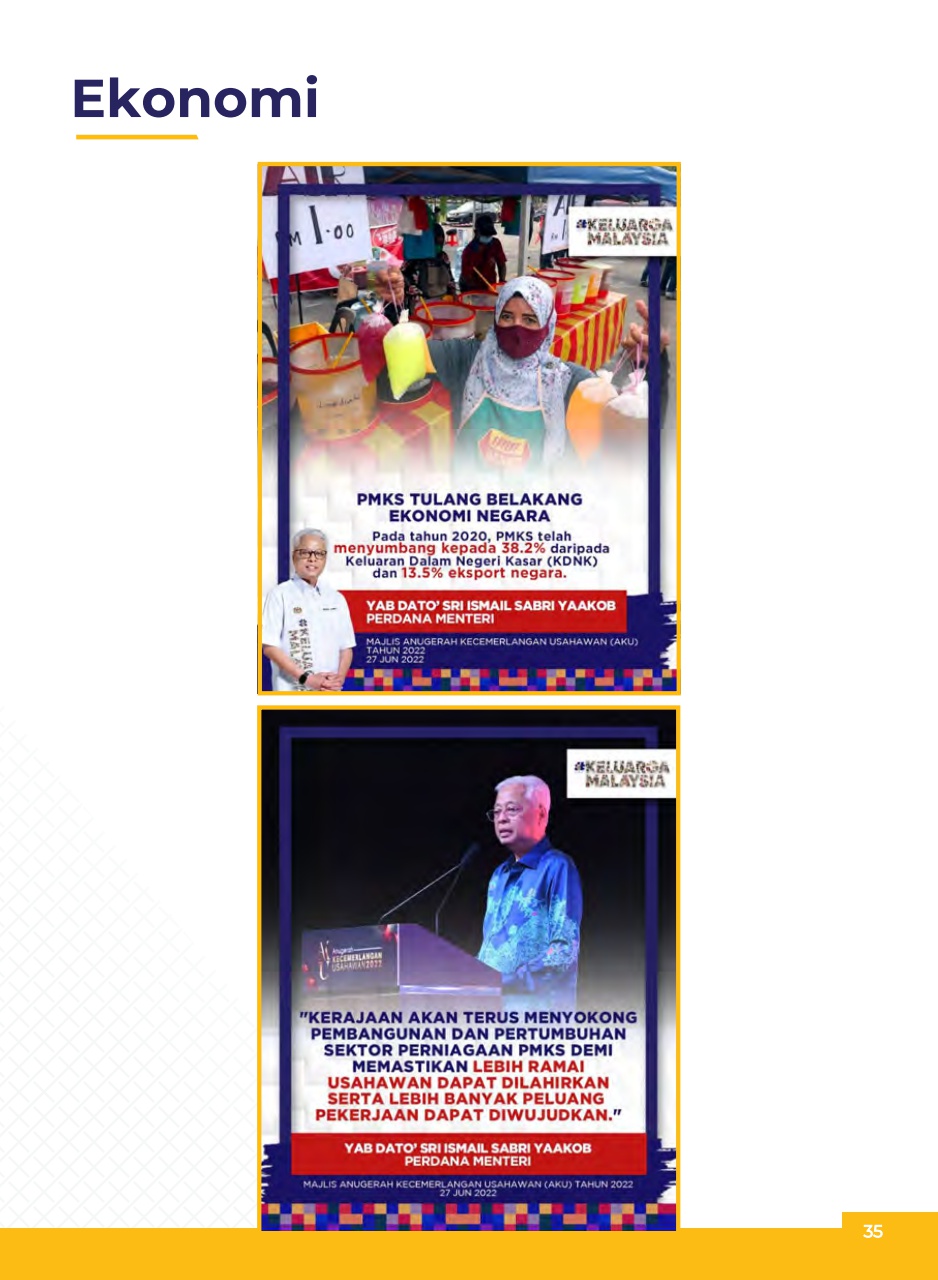 Ekonomi
AIR
RM 1.00
#KELUARGA
MALAYSIA
PMKS TULANG BELAKANG
EKONOMI NEGARA
Pada tahun 2020, PMKS telah
menyumbang kepada 38.2% daripada
Keluaran Dalam Negeri Kasar (KDNK)
dan 13.5% eksport negara.
YAB DATO' SRI ISMAIL SABRI YAAKOB
PERDANA MENTERI
MAJLIS ANUGERAH KECEMERLANGAN USAHAWAN (AKU)
TAHUN 2022
27 JUN 2022
#KELUARGA
MALAYSIA
Anugerah
KECEMERLANGAN
USAHAWAN2022
"KERAJAAN AKAN TERUS MENYOKONG
PEMBANGUNAN DAN PERTUMBUHAN
SEKTOR PERNIAGAAN PMKS DEMI
MEMASTIKAN LEBIH RAMAI
USAHAWAN DAPAT DILAHIRKAN
SERTA LEBIH BANYAK PELUANG
PEKERJAAN DAPAT DIWUJUDKAN."
YAB DATO' SRI ISMAIL SABRI YAAKOB
PERDANA MENTERI
MAJLIS ANUGERAH KECEMERLANGAN USAHAWAN (AKU) TAHUN 2022
27 JUN 2022
35